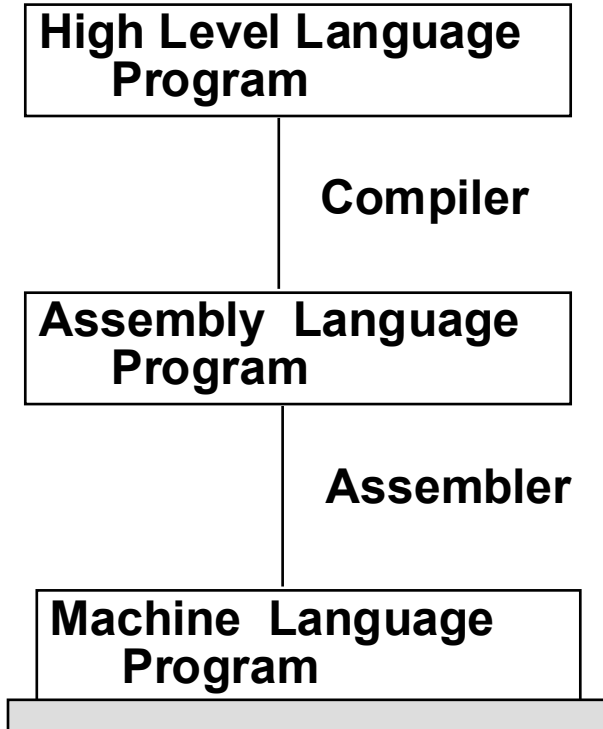 High Level Language
Program
Compiler
Assembly Language
Program
Assembler
Machine Language
Program